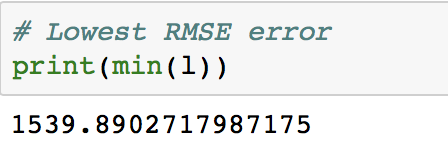 # Lowest RMSE error
print(min(l))
1539.8902717987175